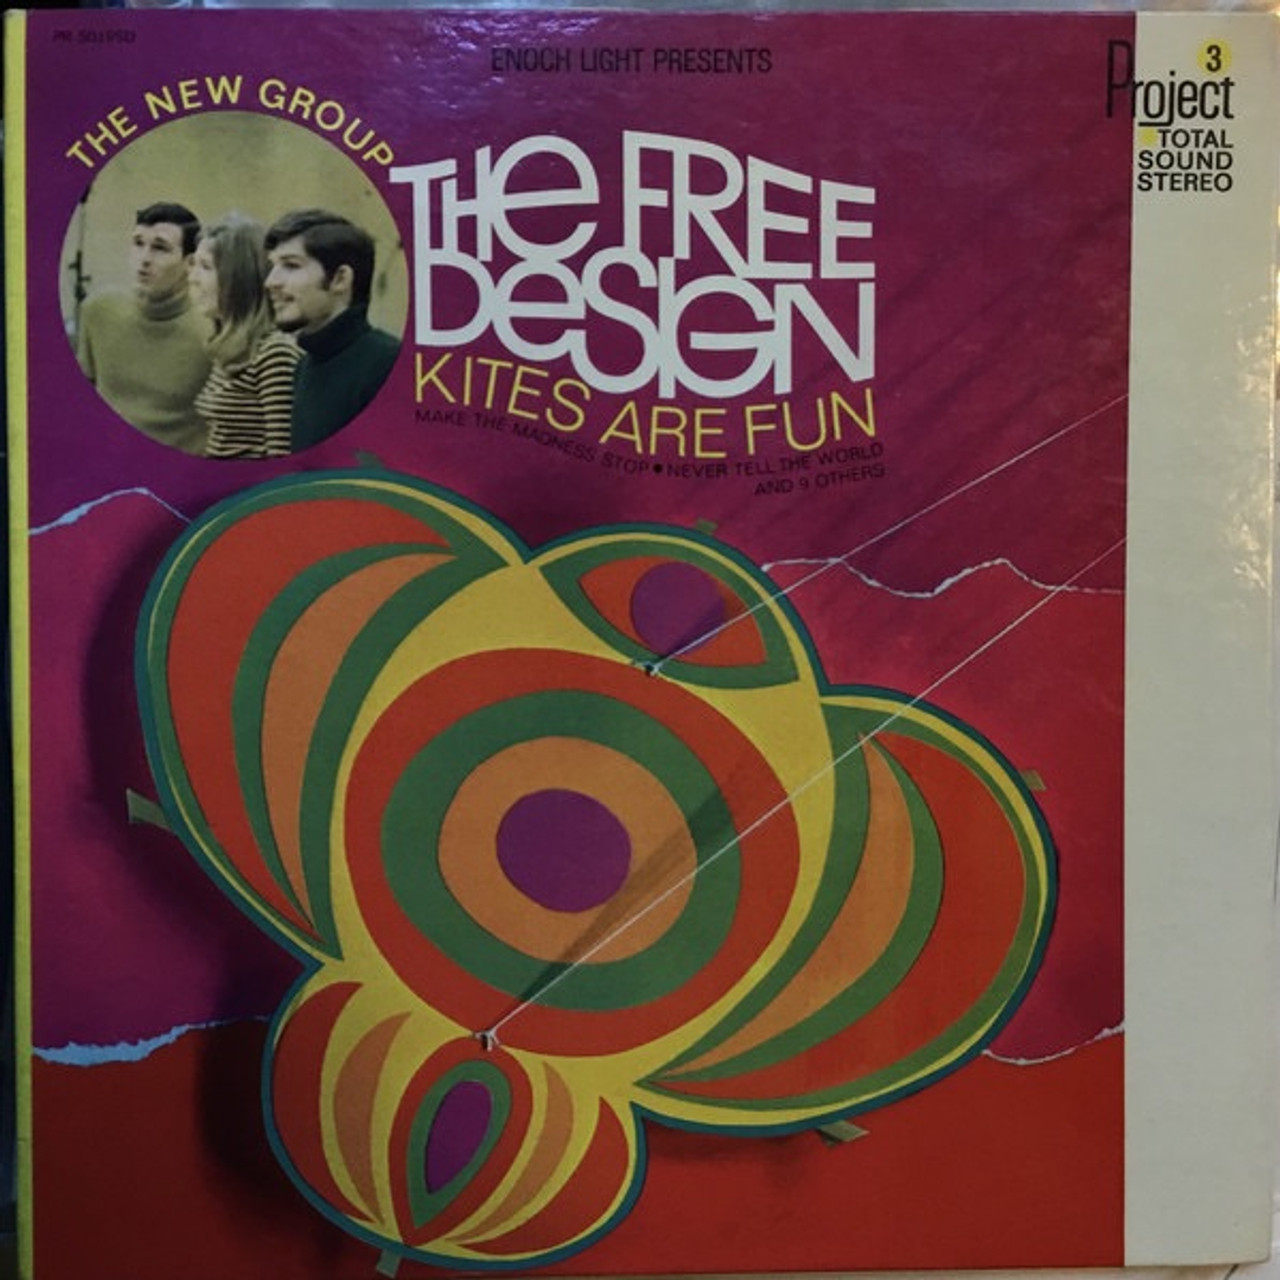 PR 5019SD
ENOCH LIGHT PRESENTS
Project 3
TOTAL
SOUND
STEREO
THE NEW GROUP
THE FREE
DESIGN
KITES ARE FUN
MAKE THE MADNESS STOP • NEVER TELL THE WORLD
AND 9 OTHERS